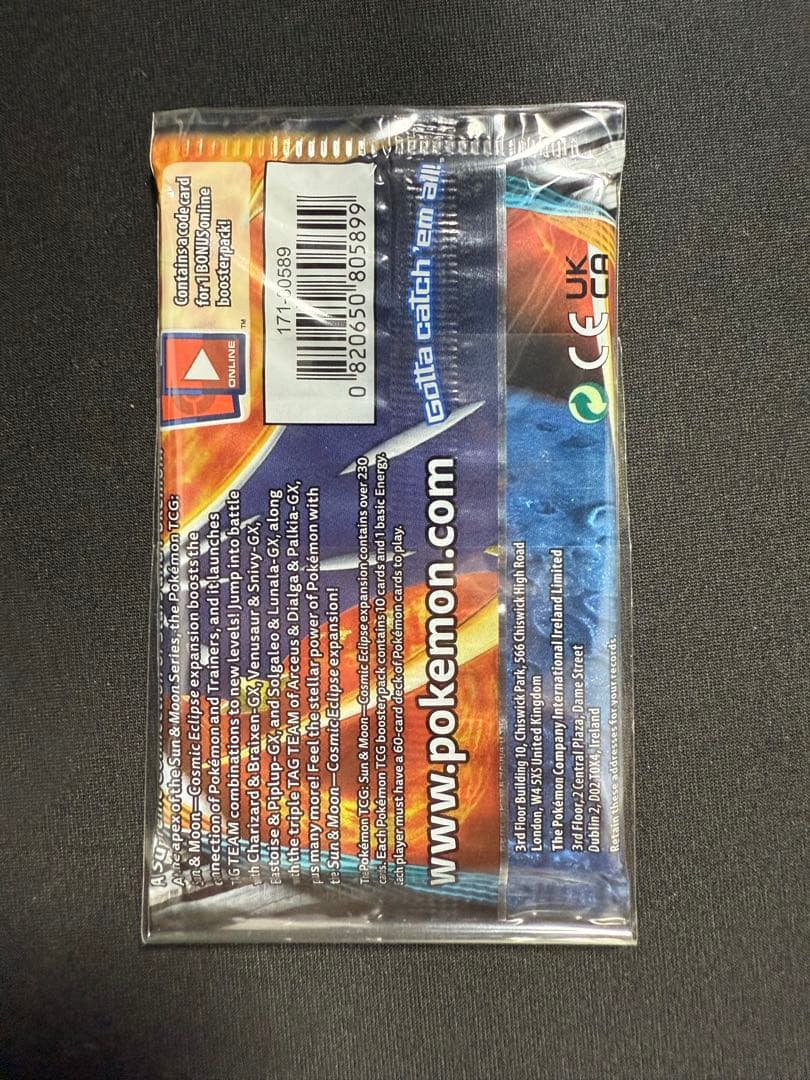 Contains a code card
for 1 BONUS online
booster pack!
ONLINE
TM
171-80589
0 820650 805899
the apex of the Sun & Moon Series, the Pokémon TCG:
& Moon—Cosmic Eclipse expansion boosts the
connection of Pokémon and Trainers, and it launches
TEAM combinations to new levels! Jump into battle
Charizard & Braixen-GX, Venusaur & Snivy-GX,
& Piplup-GX, and Solgaleo & Lunala-GX, along
the triple TAG TEAM of Arceus & Dialga & Palkia-GX,
many more! Feel the stellar power of Pokémon with
the Sun & Moon—Cosmic Eclipse expansion!
The Pokémon TCG: Sun & Moon—Cosmic Eclipse expansion contains over 230
cards. Each Pokémon TCG booster pack contains 10 cards and 1 basic Energy.
Each player must have a 60-card deck of Pokémon cards to play.
www.pokemon.com
Gotta catch 'em all!
3rd Floor Building 10, Chiswick Park, 566 Chiswick High Road
London, W4 5XS United Kingdom
The Pokémon Company International Ireland Limited
3rd Floor, 2 Central Plaza, Dame Street
Dublin 2, D02 T0X4, Ireland
Retain these addresses for your records.
CE
UK
CA